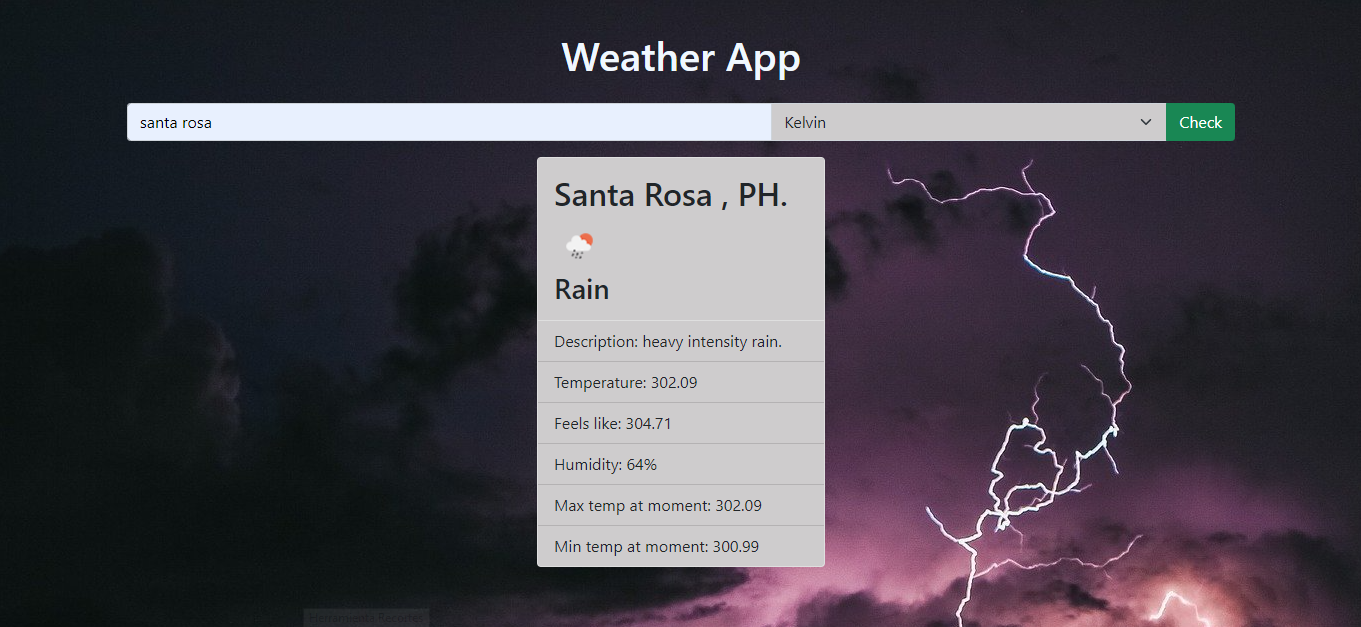 Weather App
santa rosa Kelvin Check
Santa Rosa , PH.
Rain
Description: heavy intensity rain.
Temperature: 302.09
Feels like: 304.71
Humidity: 64%
Max temp at moment: 302.09
Min temp at moment: 300.99